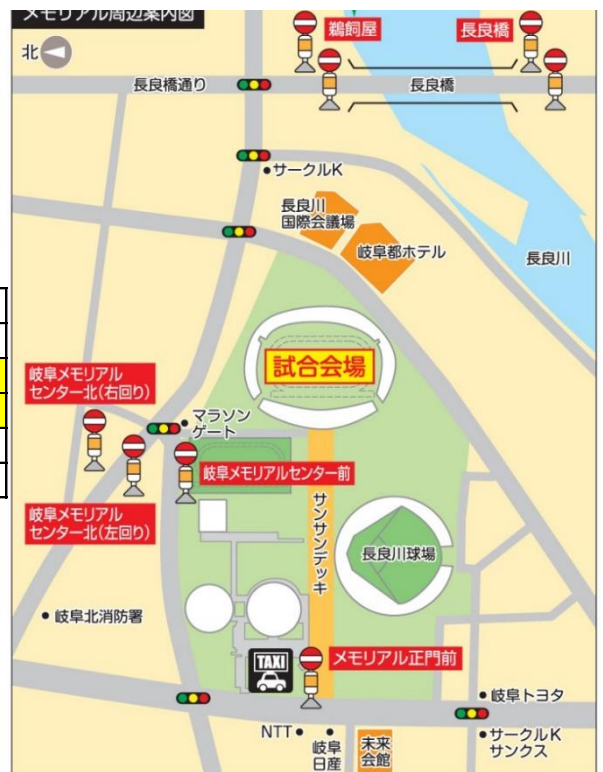 メモリアル周辺案内図
北
鵜飼屋
長良橋
長良橋通り
長良橋
サークルK
長良川
国際会議場
岐阜都ホテル
長良川
試合会場
岐阜メモリアル
センター北(右回り)
マラソン
ゲート
岐阜メモリアルセンター前
岐阜メモリアル
センター北(左回り)
サンサンデッキ
長良川球場
岐阜北消防署
TAXI
メモリアル正門前
岐阜トヨタ
NTT
岐阜
日産
未来
会館
サークルK
サンクス